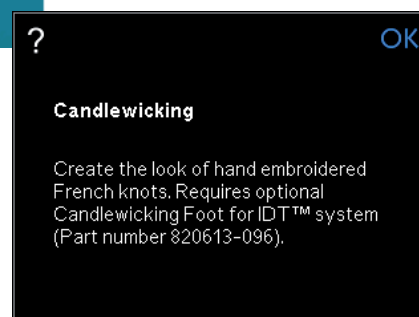 ? OK
Candlewicking
Create the look of hand embroidered
French knots. Requires optional
Candlewicking Foot for IDT™ system
(Part number 820613-096).